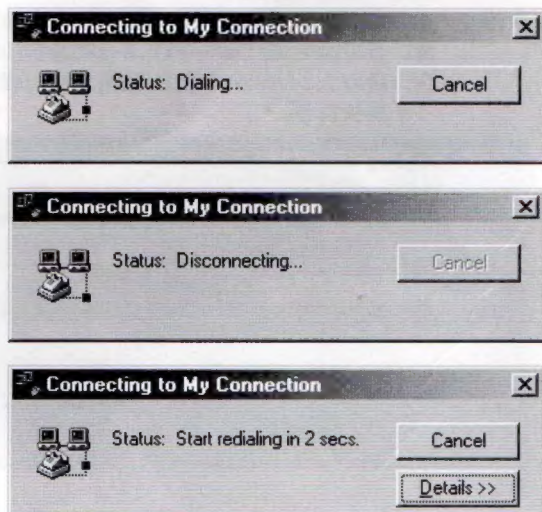 Connecting to My Connection
Status: Dialing...
Cancel
Connecting to My Connection
Status: Disconnecting...
Cancel
Connecting to My Connection
Status: Start redialing in 2 secs.
Cancel
Details >>